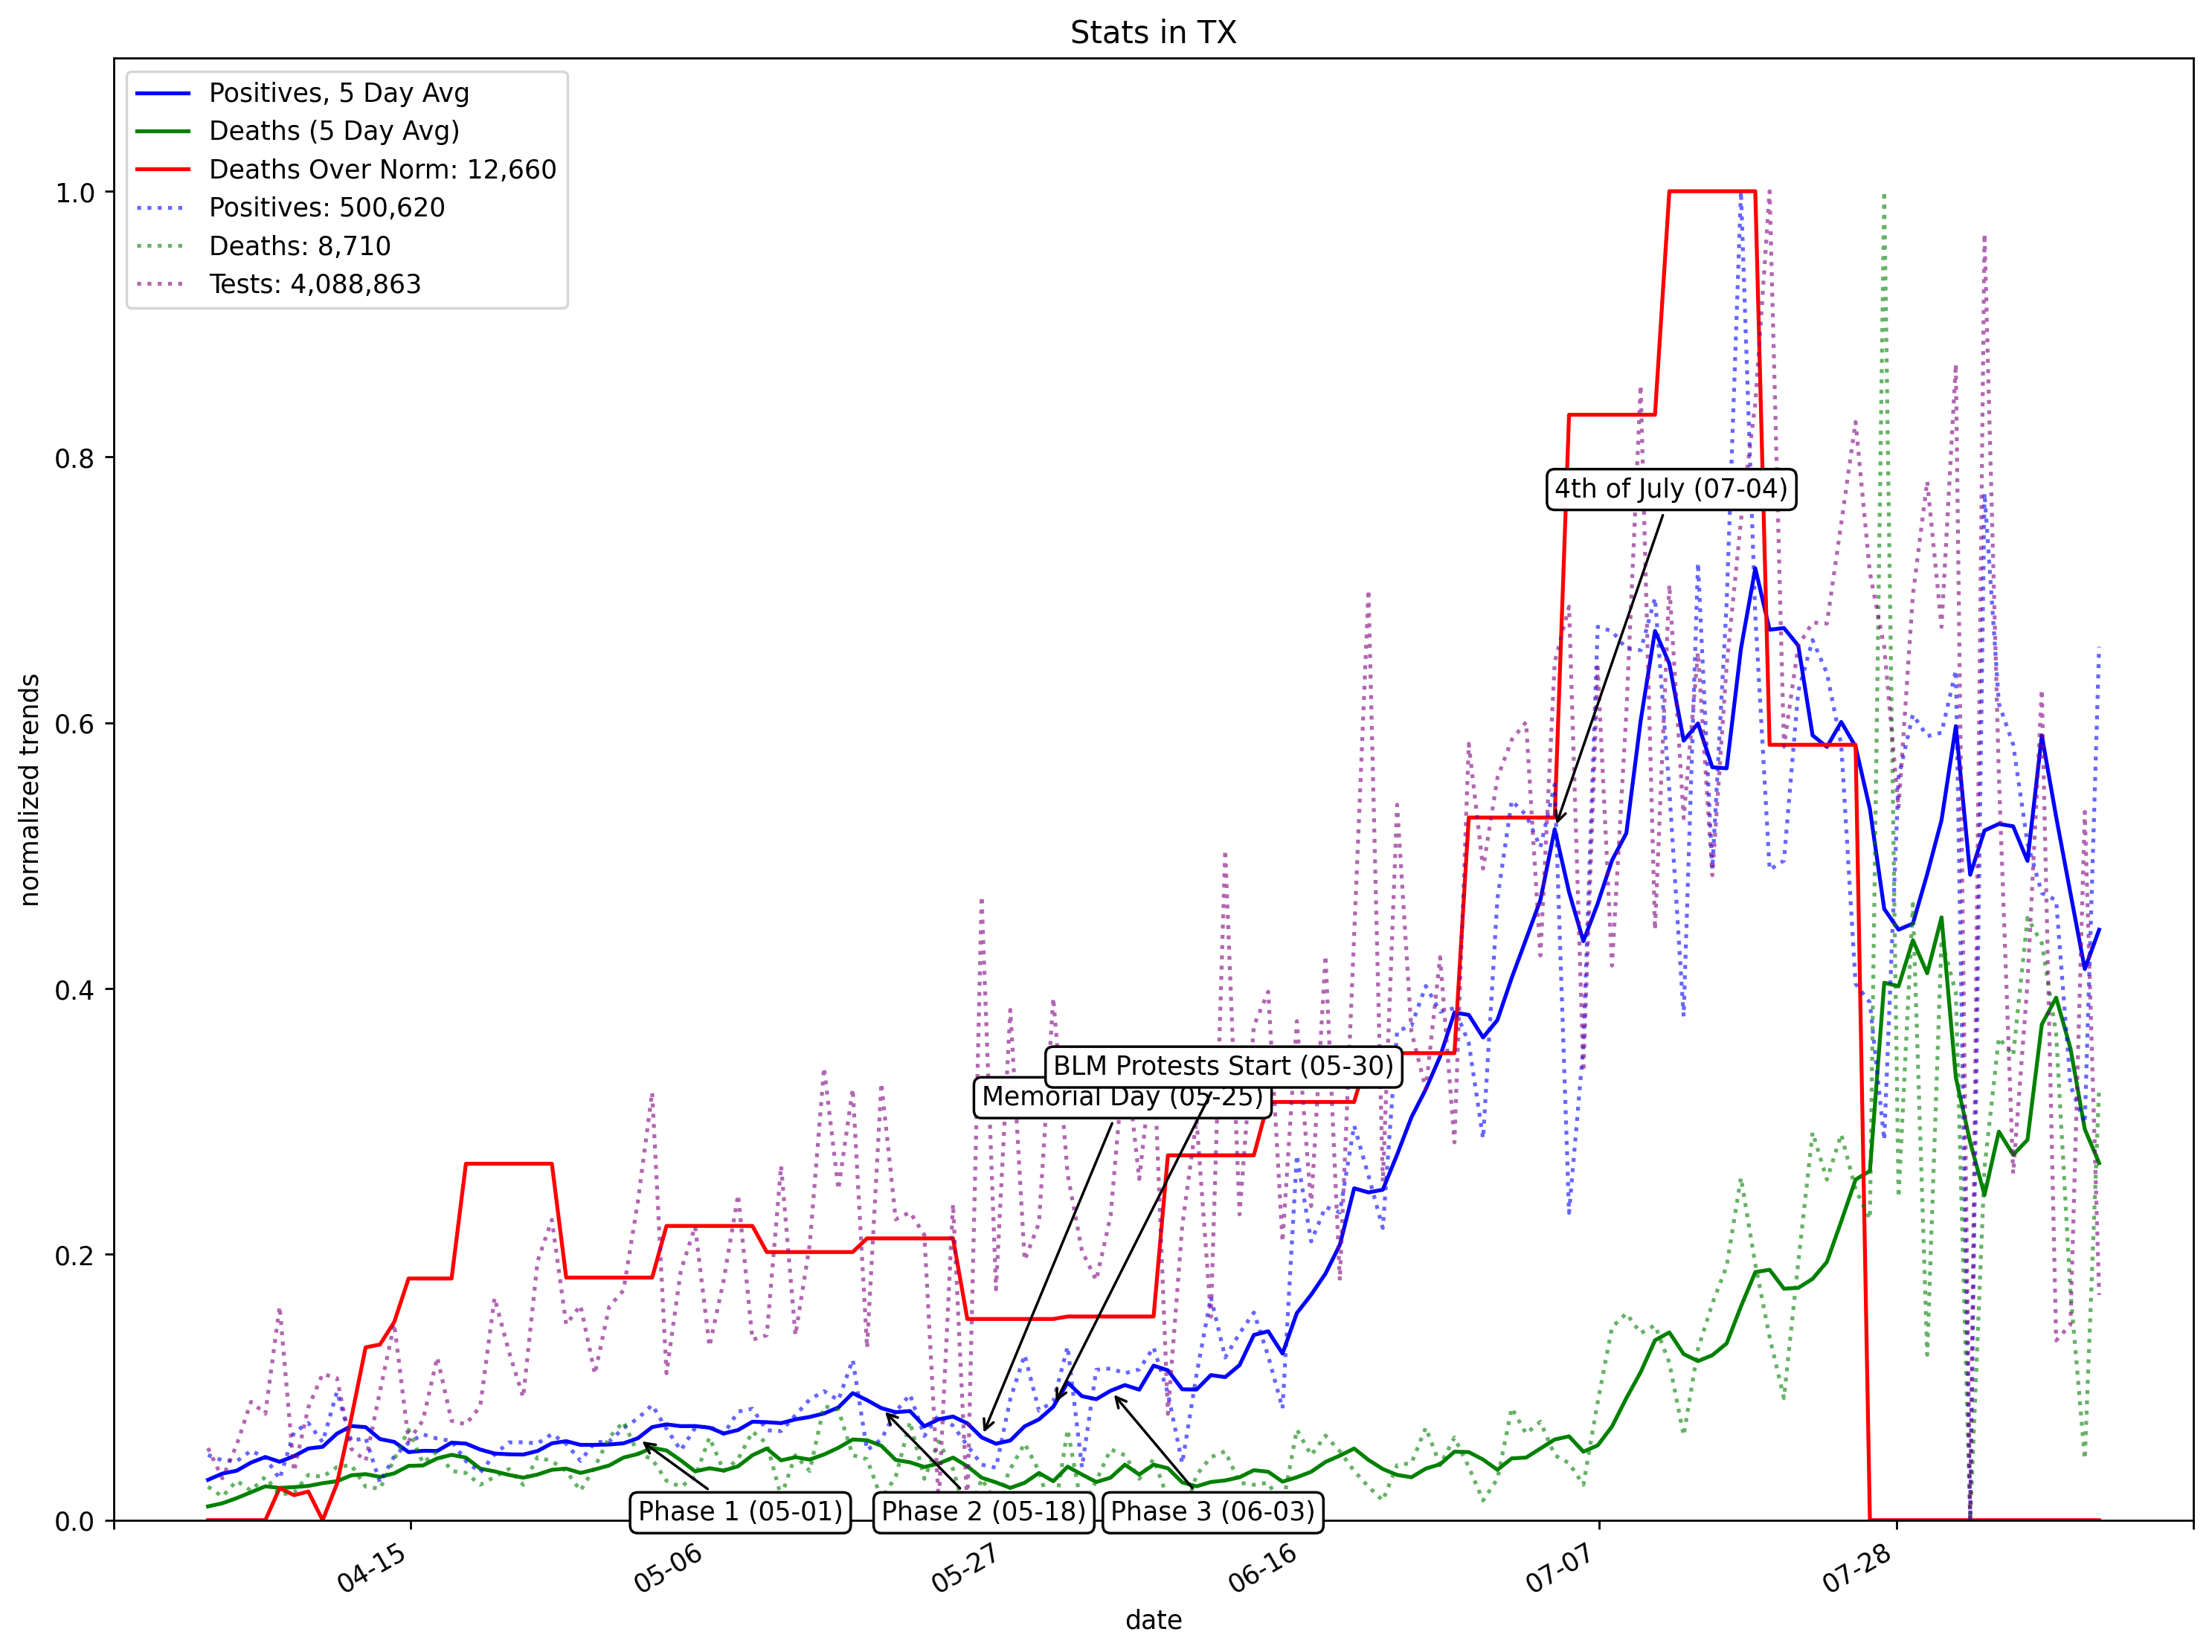 Stats in TX
Positives, 5 Day Avg
Deaths (5 Day Avg)
Deaths Over Norm: 12,660
Positives: 500,620
Deaths: 8,710
Tests: 4,088,863
1.0
0.8
0.6
0.4
0.2
0.0
normalized trends
4th of July (07-04)
BLM Protests Start (05-30)
Memorial Day (05-25)
Phase 1 (05-01)
Phase 2 (05-18)
Phase 3 (06-03)
04-15
05-06
05-27
06-16
07-07
07-28
date